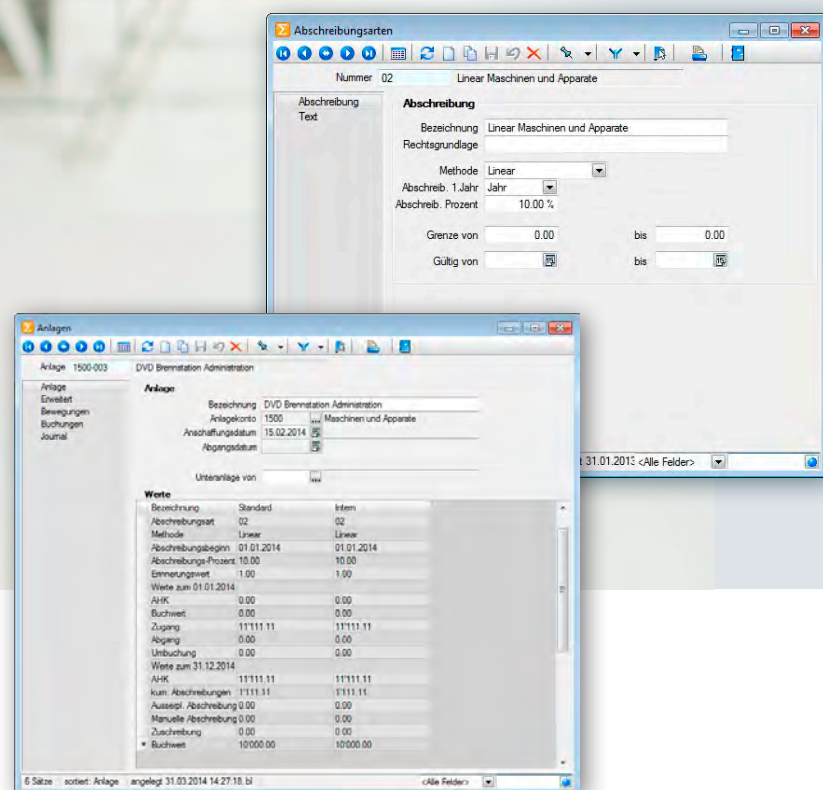 Abschreibungsarten
Nummer 02 Linear Maschinen und Apparate
Abschreibung
Text
Abschreibung
Bezeichnung Linear Maschinen und Apparate
Rechtsgrundlage
Methode Linear
Abschreib. 1.Jahr Jahr
Abschreib. Prozent 10.00 %
Grenze von 0.00 bis 0.00
Gültig von bis
31.01.2013 <Alle Felder>
Anlagen
Anlage 1500-003 DVD Brennstation Administration
Anlage
Erweitert
Bewegungen
Buchungen
Journal
Anlage
Bezeichnung DVD Brennstation Administration
Anlagekonto 1500 ... Maschinen und Apparate
Anschaffungsdatum 15.02.2014
Abgangsdatum
Unteranlage von ...
Werte
Bezeichnung Standard Intern
Abschreibungsart 02 02
Methode Linear Linear
Abschreibungsbeginn 01.01.2014 01.01.2014
Abschreibungs-Prozent 10.00 10.00
Erinnerungswert 1.00 1.00
Werte zum 01.01.2014
AHK 0.00 0.00
Buchwert 0.00 0.00
Zugang 11'111.11 11'111.11
Abgang 0.00 0.00
Umbuchung 0.00 0.00
Werte zum 31.12.2014
AHK 11'111.11 11'111.11
kum. Abschreibungen 1'111.11 1'111.11
Ausserpl. Abschreibung 0.00 0.00
Manuelle Abschreibung 0.00 0.00
Zuschreibung 0.00 0.00
Buchwert 10'000.00 10'000.00
6 Sätze sortiert: Anlage angelegt 31.03.2014 14:27:18, bl <Alle Felder>